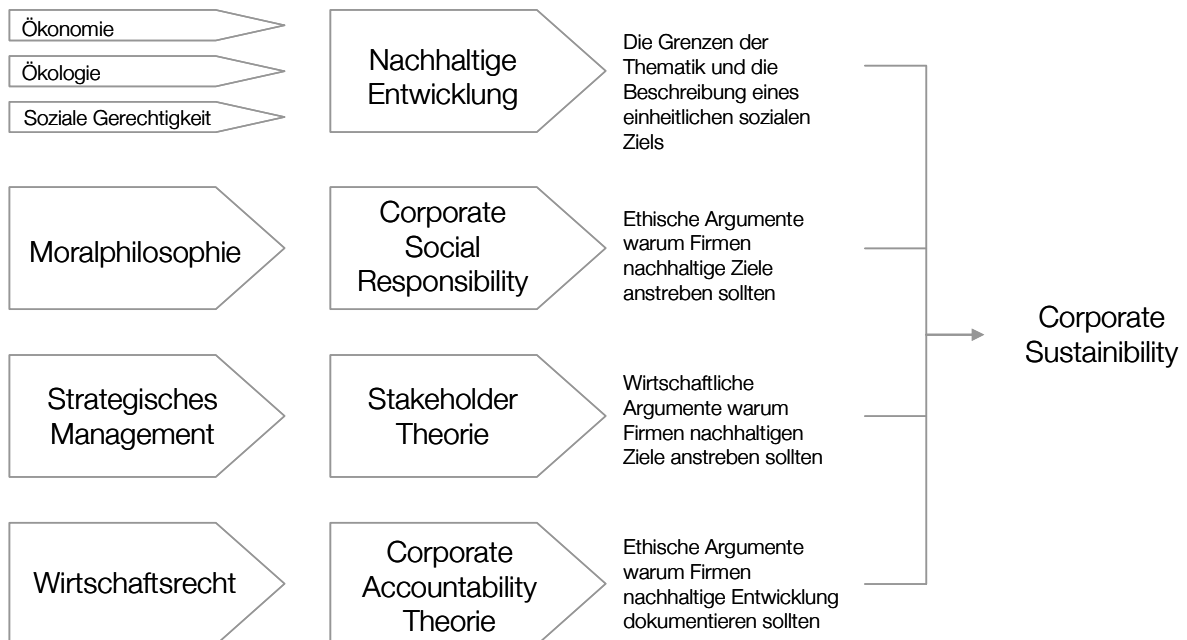 Ökonomie
Ökologie
Soziale Gerechtigkeit
Nachhaltige
Entwicklung
Die Grenzen der
Thematik und die
Beschreibung eines
einheitlichen sozialen
Ziels
Moralphilosophie
Corporate
Social
Responsibility
Ethische Argumente
warum Firmen
nachhaltige Ziele
anstreben sollten
Strategisches
Management
Stakeholder
Theorie
Wirtschaftliche
Argumente warum
Firmen nachhaltigen
Ziele anstreben sollten
Wirtschaftsrecht
Corporate
Accountability
Theorie
Ethische Argumente
warum Firmen
nachhaltige Entwicklung
dokumentieren sollten
Corporate
Sustainibility